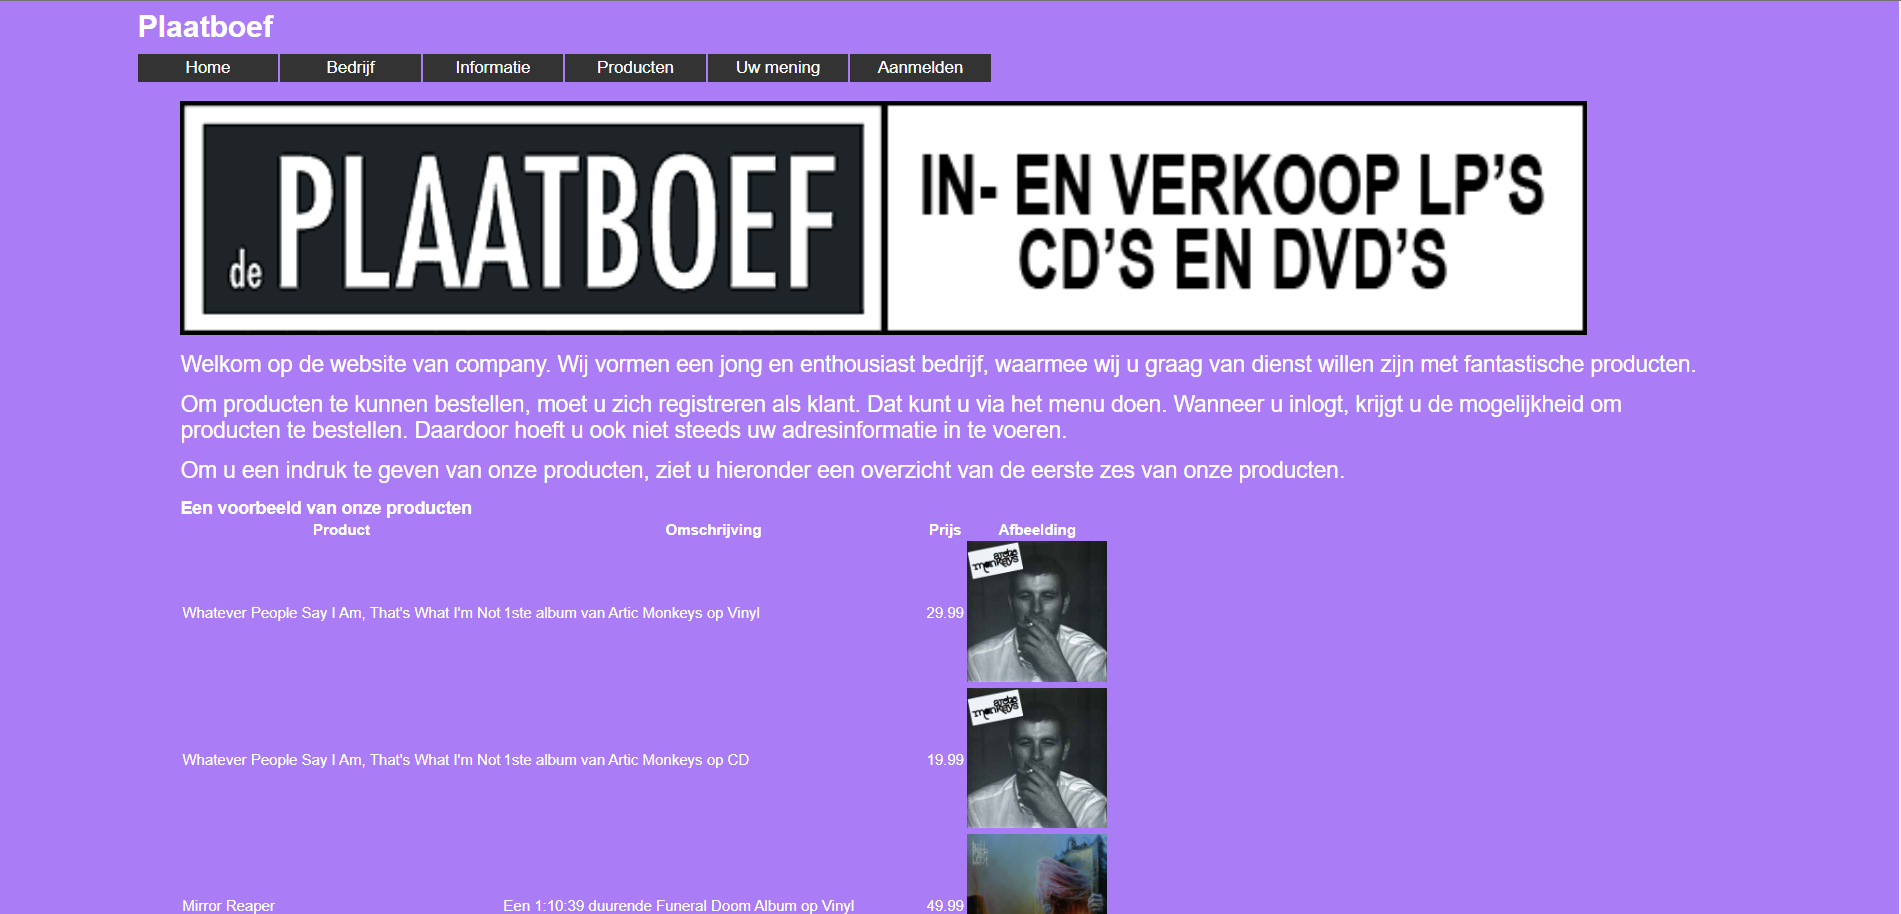 Plaatboef
Home Bedrijf Informatie Producten Uw mening Aanmelden
de PLAATBOEF
IN- EN VERKOOP LP'S
CD'S EN DVD'S
Welkom op de website van company. Wij vormen een jong en enthousiast bedrijf, waarmee wij u graag van dienst willen zijn met fantastische producten.
Om producten te kunnen bestellen, moet u zich registreren als klant. Dat kunt u via het menu doen. Wanneer u inlogt, krijgt u de mogelijkheid om
producten te bestellen. Daardoor hoeft u ook niet steeds uw adresinformatie in te voeren.
Om u een indruk te geven van onze producten, ziet u hieronder een overzicht van de eerste zes van onze producten.
Een voorbeeld van onze producten
Product Omschrijving Prijs Afbeelding
arctic
monkeys
Whatever People Say I Am, That's What I'm Not 1ste album van Artic Monkeys op Vinyl 29.99
arctic
monkeys
Whatever People Say I Am, That's What I'm Not 1ste album van Artic Monkeys op CD 19.99
Mirror Reaper Een 1:10:39 duurende Funeral Doom Album op Vinyl 49.99